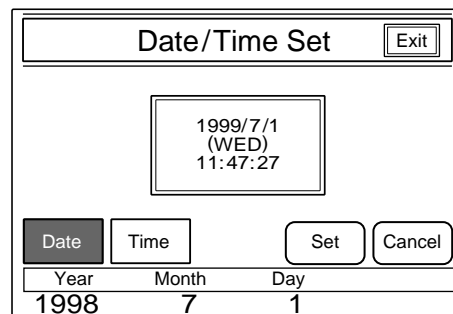 Date/Time Set Exit
1999/7/1
(WED)
11:47:27
Date Time Set Cancel
Year Month Day
1998 7 1